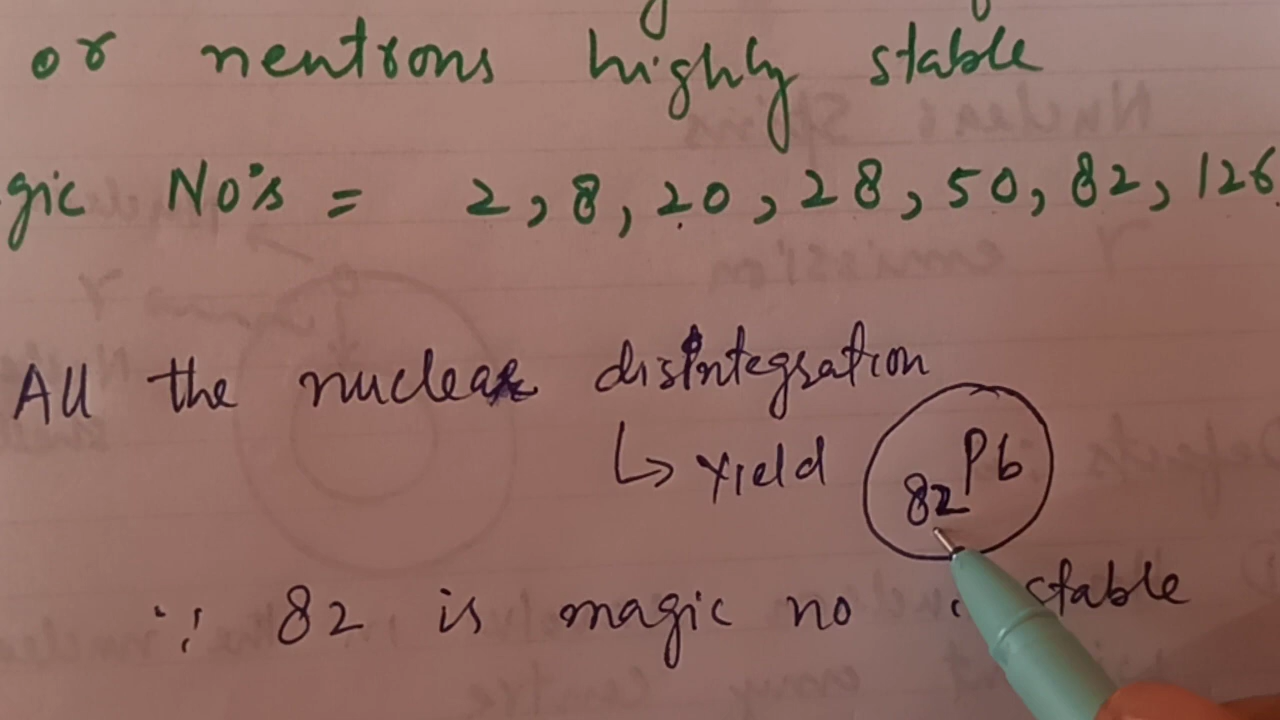 or neutrons highly stable
gic No's = 2, 8, 20, 28, 50, 82, 126
All the nuclear disintegration
↳ Yield 82Pb
∵ 82 is magic no stable